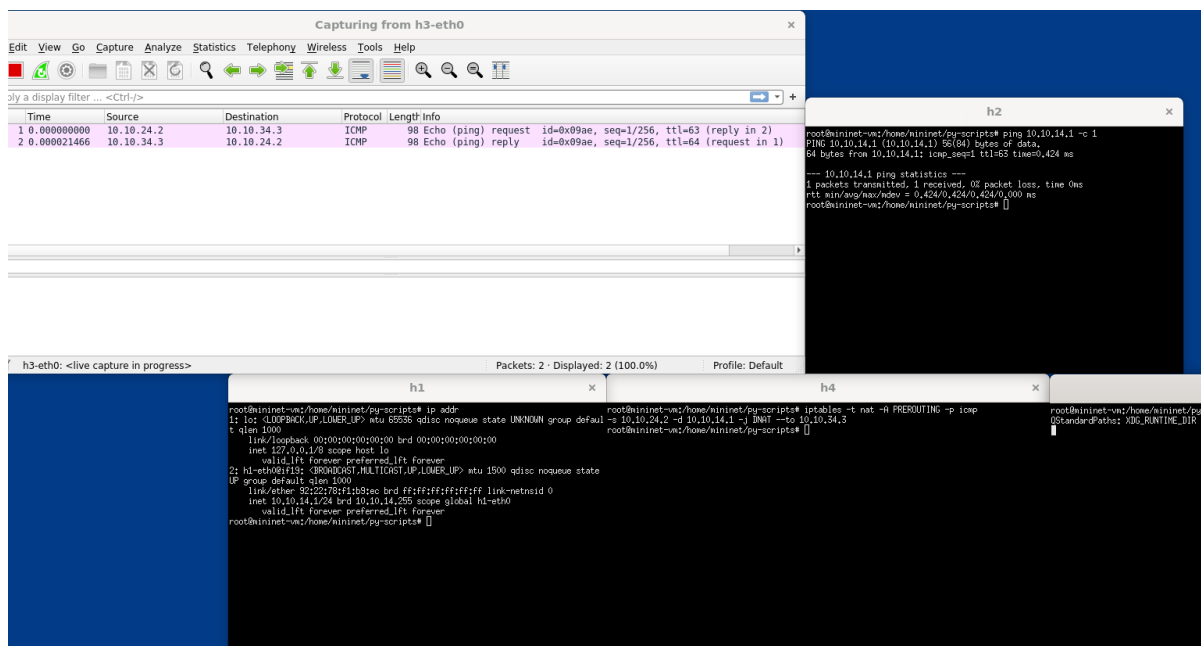 Capturing from h3-eth0 ×
Edit View Go Capture Analyze Statistics Telephony Wireless Tools Help
ply a display filter ... <Ctrl-/> +
Time Source Destination Protocol Length Info
1 0.000000000 10.10.24.2 10.10.34.3 ICMP 98 Echo (ping) request id=0x09ae, seq=1/256, ttl=63 (reply in 2)
2 0.000021466 10.10.34.3 10.10.24.2 ICMP 98 Echo (ping) reply id=0x09ae, seq=1/256, ttl=64 (request in 1)
h3-eth0: <live capture in progress> Packets: 2 · Displayed: 2 (100.0%) Profile: Default
h2 ×
root@mininet-vm:/home/mininet/py-scripts# ping 10.10.14.1 -c 1
PING 10.10.14.1 (10.10.14.1) 56(84) bytes of data.
64 bytes from 10.10.14.1: icmp_seq=1 ttl=63 time=0.424 ms
--- 10.10.14.1 ping statistics ---
1 packets transmitted, 1 received, 0% packet loss, time 0ms
rtt min/avg/max/mdev = 0.424/0.424/0.424/0.000 ms
root@mininet-vm:/home/mininet/py-scripts#
h1 ×
root@mininet-vm:/home/mininet/py-scripts# ip addr
1: lo: <LOOPBACK,UP,LOWER_UP> mtu 65536 qdisc noqueue state UNKNOWN group defaul
t qlen 1000
link/loopback 00:00:00:00:00:00 brd 00:00:00:00:00:00
inet 127.0.0.1/8 scope host lo
valid_lft forever preferred_lft forever
2: h1-eth0@if19: <BROADCAST,MULTICAST,UP,LOWER_UP> mtu 1500 qdisc noqueue state
UP group default qlen 1000
link/ether 92:22:78:f1:b9:ec brd ff:ff:ff:ff:ff:ff link-netnsid 0
inet 10.10.14.1/24 brd 10.10.14.255 scope global h1-eth0
valid_lft forever preferred_lft forever
root@mininet-vm:/home/mininet/py-scripts#
h4 ×
root@mininet-vm:/home/mininet/py-scripts# iptables -t nat -A PREROUTING -p icmp
-s 10.10.24.2 -d 10.10.14.1 -j DNAT --to 10.10.34.3
root@mininet-vm:/home/mininet/py-scripts#
root@mininet-vm:/home/mininet/py
QStandardPaths: XDG_RUNTIME_DIR